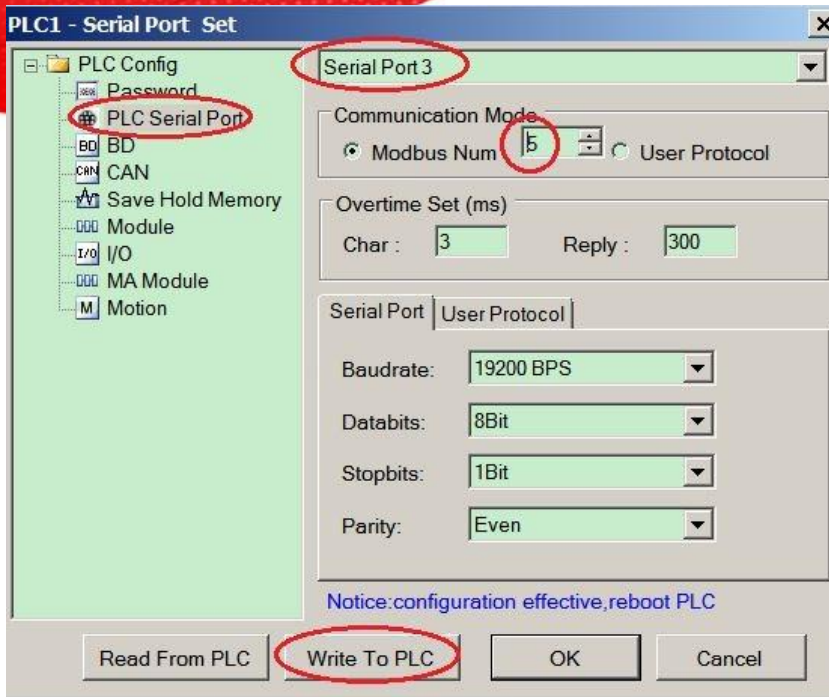 PLC1 - Serial Port Set
PLC Config
Password
PLC Serial Port
BD BD
CAN CAN
Save Hold Memory
Module
I/O I/O
MA Module
M Motion
Serial Port 3
Communication Mode
Modbus Num 5 User Protocol
Overtime Set (ms)
Char : 3 Reply : 300
Serial Port User Protocol
Baudrate: 19200 BPS
Databits: 8Bit
Stopbits: 1Bit
Parity: Even
Notice:configuration effective,reboot PLC
Read From PLC Write To PLC OK Cancel